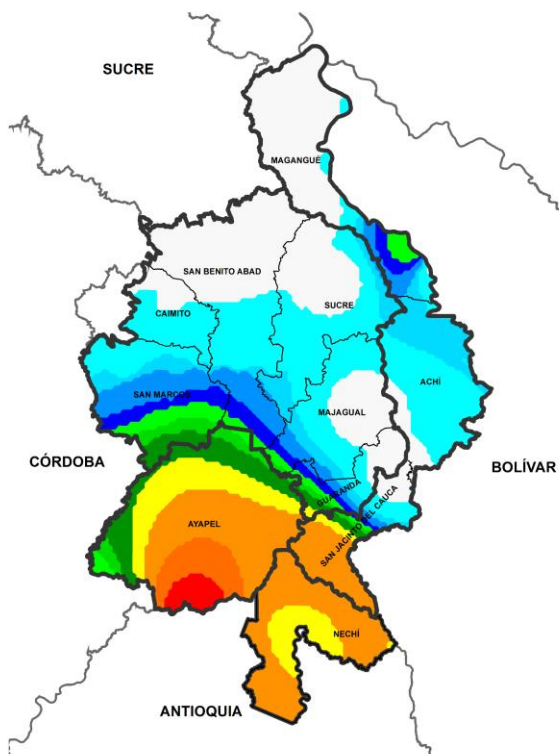 SUCRE
MAGANGUÉ
SAN BENITO ABAD
SUCRE
CAIMITO
ACHÍ
SAN MARCOS
MAJAGUAL
CÓRDOBA
BOLÍVAR
GUARANDA
SAN JACINTO DEL CAUCA
AYAPEL
NECHÍ
ANTIOQUIA